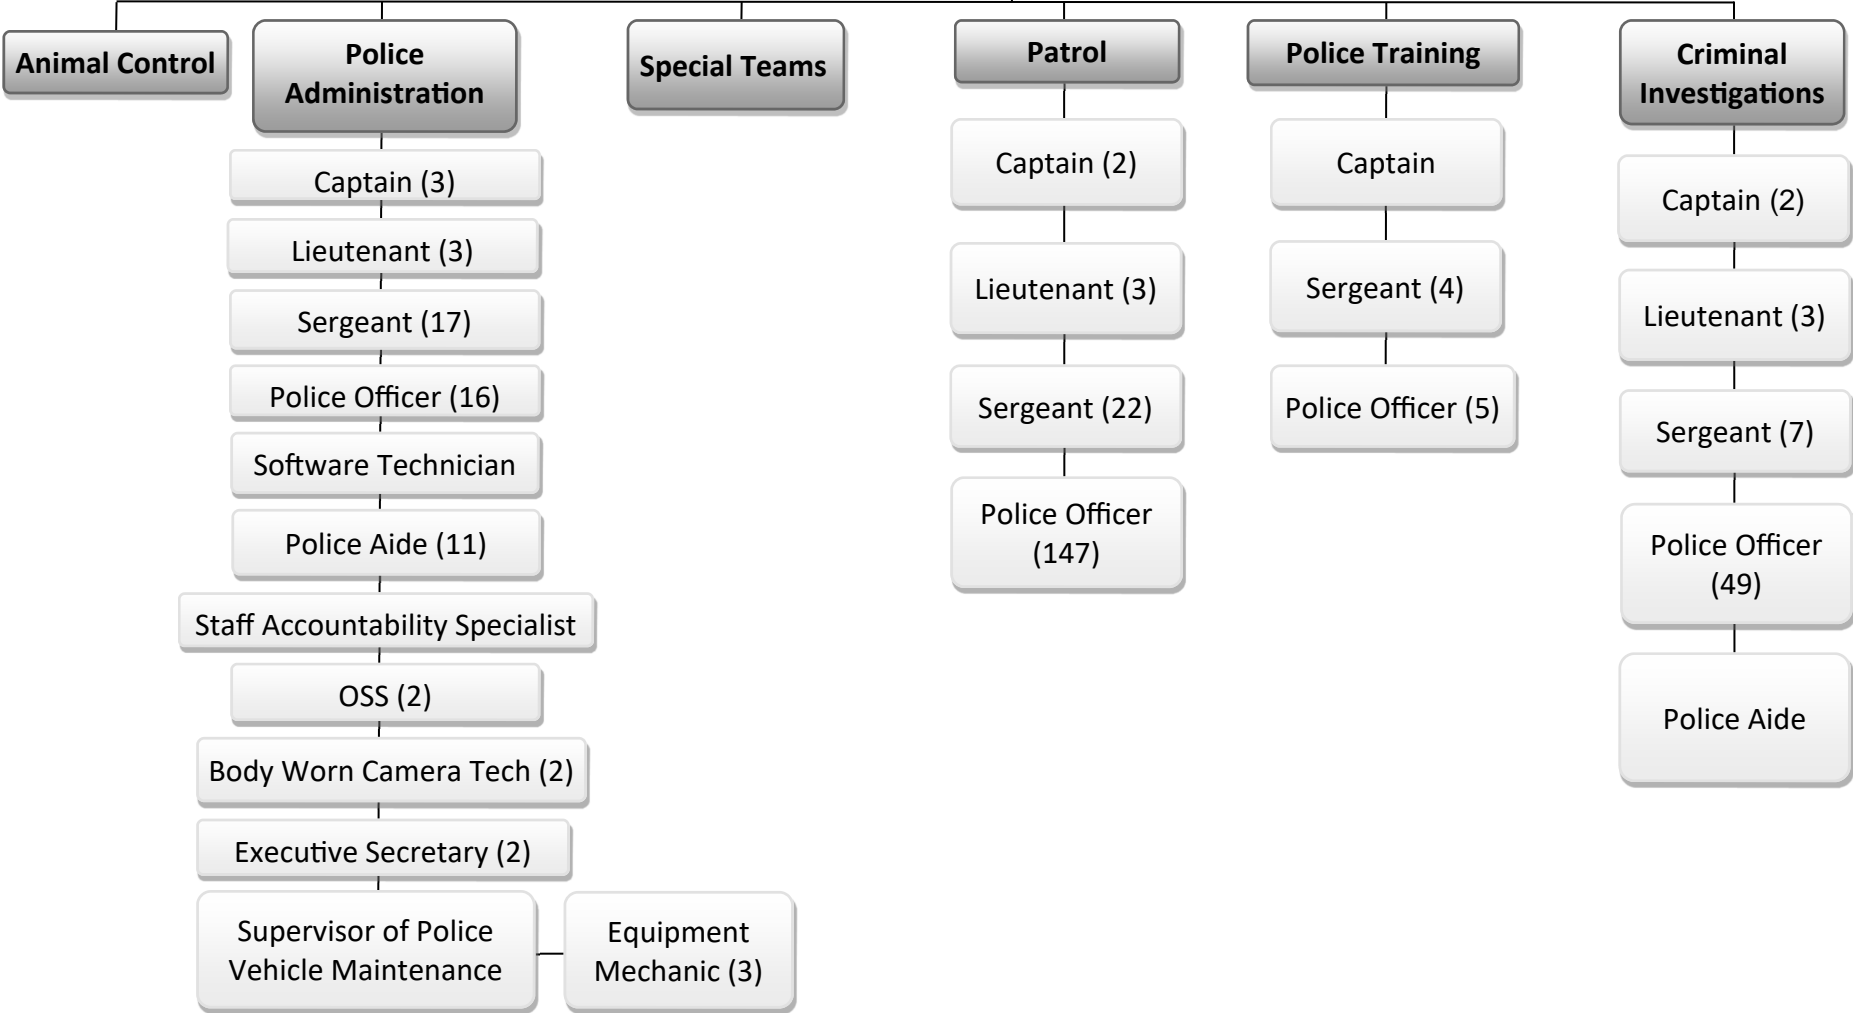 Animal Control
Police
Administration
Captain (3)
Lieutenant (3)
Sergeant (17)
Police Officer (16)
Software Technician
Police Aide (11)
Staff Accountability Specialist
OSS (2)
Body Worn Camera Tech (2)
Executive Secretary (2)
Supervisor of Police
Vehicle Maintenance
Equipment
Mechanic (3)
Special Teams
Patrol
Captain (2)
Lieutenant (3)
Sergeant (22)
Police Officer
(147)
Police Training
Captain
Sergeant (4)
Police Officer (5)
Criminal
Investigations
Captain (2)
Lieutenant (3)
Sergeant (7)
Police Officer
(49)
Police Aide